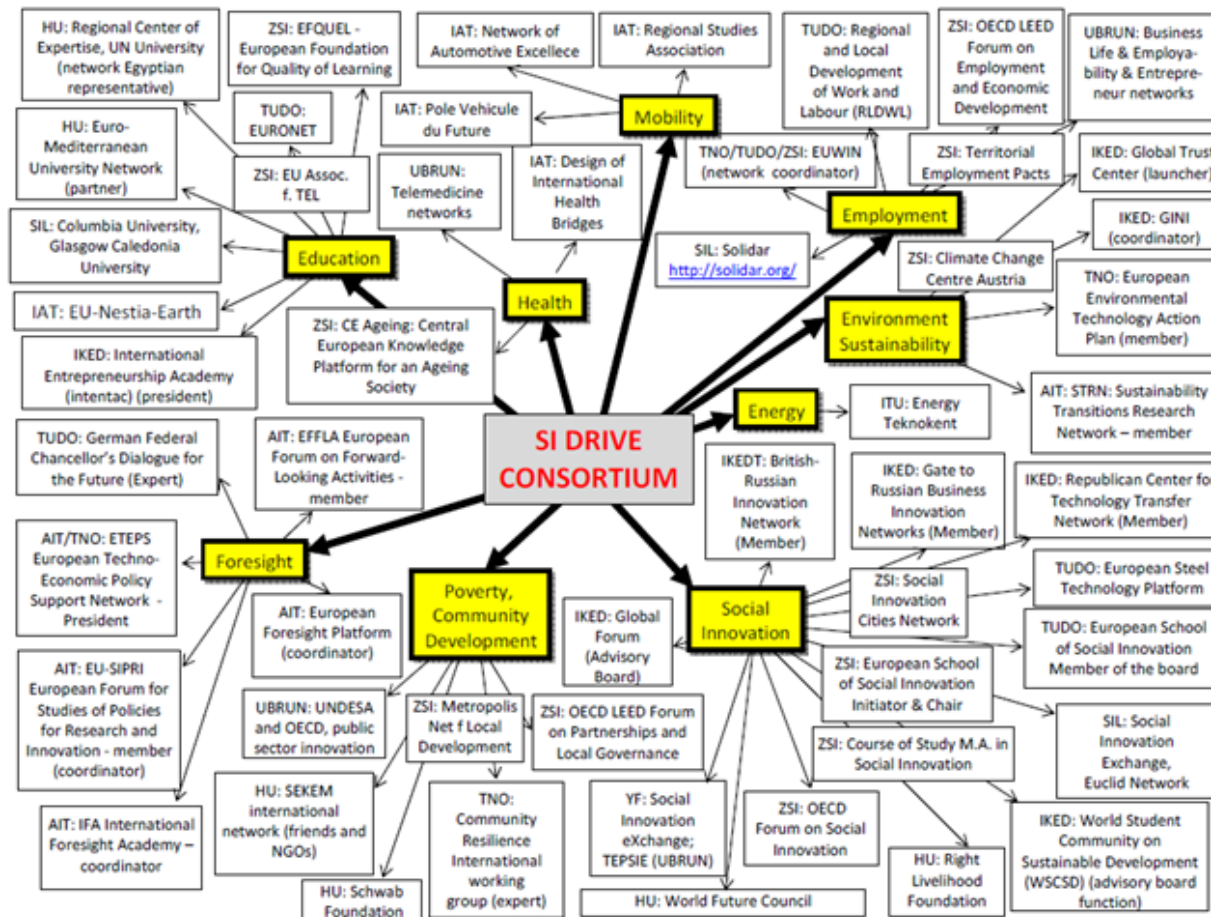 HU: Regional Center of
Expertise, UN University
(network Egyptian
representative)
ZSI: EFQUEL -
European Foundation
for Quality of Learning
IAT: Network of
Automotive Excellece
IAT: Regional Studies
Association
TUDO: Regional
and Local
Development
of Work and
Labour (RLDWL)
ZSI: OECD LEED
Forum on
Employment
and Economic
Development
UBRUN: Business
Life & Employa-
bility & Entrepre-
neur networks
TUDO:
EURONET
IAT: Pole Vehicule
du Future
Mobility
HU: Euro-
Mediterranean
University Network
(partner)
ZSI: EU Assoc.
f. TEL
UBRUN:
Telemedicine
networks
IAT: Design of
International
Health
Bridges
TNO/TUDO/ZSI: EUWIN
(network coordinator)
ZSI: Territorial
Employment Pacts
IKED: Global Trust
Center (launcher)
SIL: Columbia University,
Glasgow Caledonia
University
Education
Employment
IKED: GINI
(coordinator)
SIL: Solidar
http://solidar.org/
ZSI: Climate Change
Centre Austria
IAT: EU-Nestia-Earth
Health
ZSI: CE Ageing: Central
European Knowledge
Platform for an Ageing
Society
Environment
Sustainability
TNO: European
Environmental
Technology Action
Plan (member)
IKED: International
Entrepreneurship Academy
(intentac) (president)
Energy
ITU: Energy
Teknokent
AIT: STRN: Sustainability
Transitions Research
Network – member
SI DRIVE
CONSORTIUM
TUDO: German Federal
Chancellor's Dialogue for
the Future (Expert)
AIT: EFFLA European
Forum on Forward-
Looking Activities -
member
IKEDT: British-
Russian
Innovation
Network
(Member)
IKED: Gate to
Russian Business
Innovation
Networks (Member)
IKED: Republican Center for
Technology Transfer
Network (Member)
AIT/TNO: ETEPS
European Techno-
Economic Policy
Support Network -
President
Foresight
Poverty,
Community
Development
Social
Innovation
ZSI: Social
Innovation
Cities Network
TUDO: European Steel
Technology Platform
AIT: European
Foresight Platform
(coordinator)
IKED: Global
Forum
(Advisory
Board)
TUDO: European School
of Social Innovation
Member of the board
AIT: EU-SIPRI
European Forum for
Studies of Policies
for Research and
Innovation - member
(coordinator)
UBRUN: UNDESA
and OECD, public
sector innovation
ZSI: Metropolis
Net f Local
Development
ZSI: OECD LEED Forum
on Partnerships and
Local Governance
ZSI: European School
of Social Innovation
Initiator & Chair
SIL: Social
Innovation
Exchange,
Euclid Network
ZSI: Course of Study M.A. in
Social Innovation
HU: SEKEM
international
network (friends and
NGOs)
TNO:
Community
Resilience
International
working
group (expert)
YF: Social
Innovation
eXchange;
TEPSIE (UBRUN)
ZSI: OECD
Forum on Social
Innovation
AIT: IFA International
Foresight Academy –
coordinator
HU: Schwab
Foundation
HU: World Future Council
HU: Right
Livelihood
Foundation
IKED: World Student
Community on
Sustainable Development
(WSCSD) (advisory board
function)